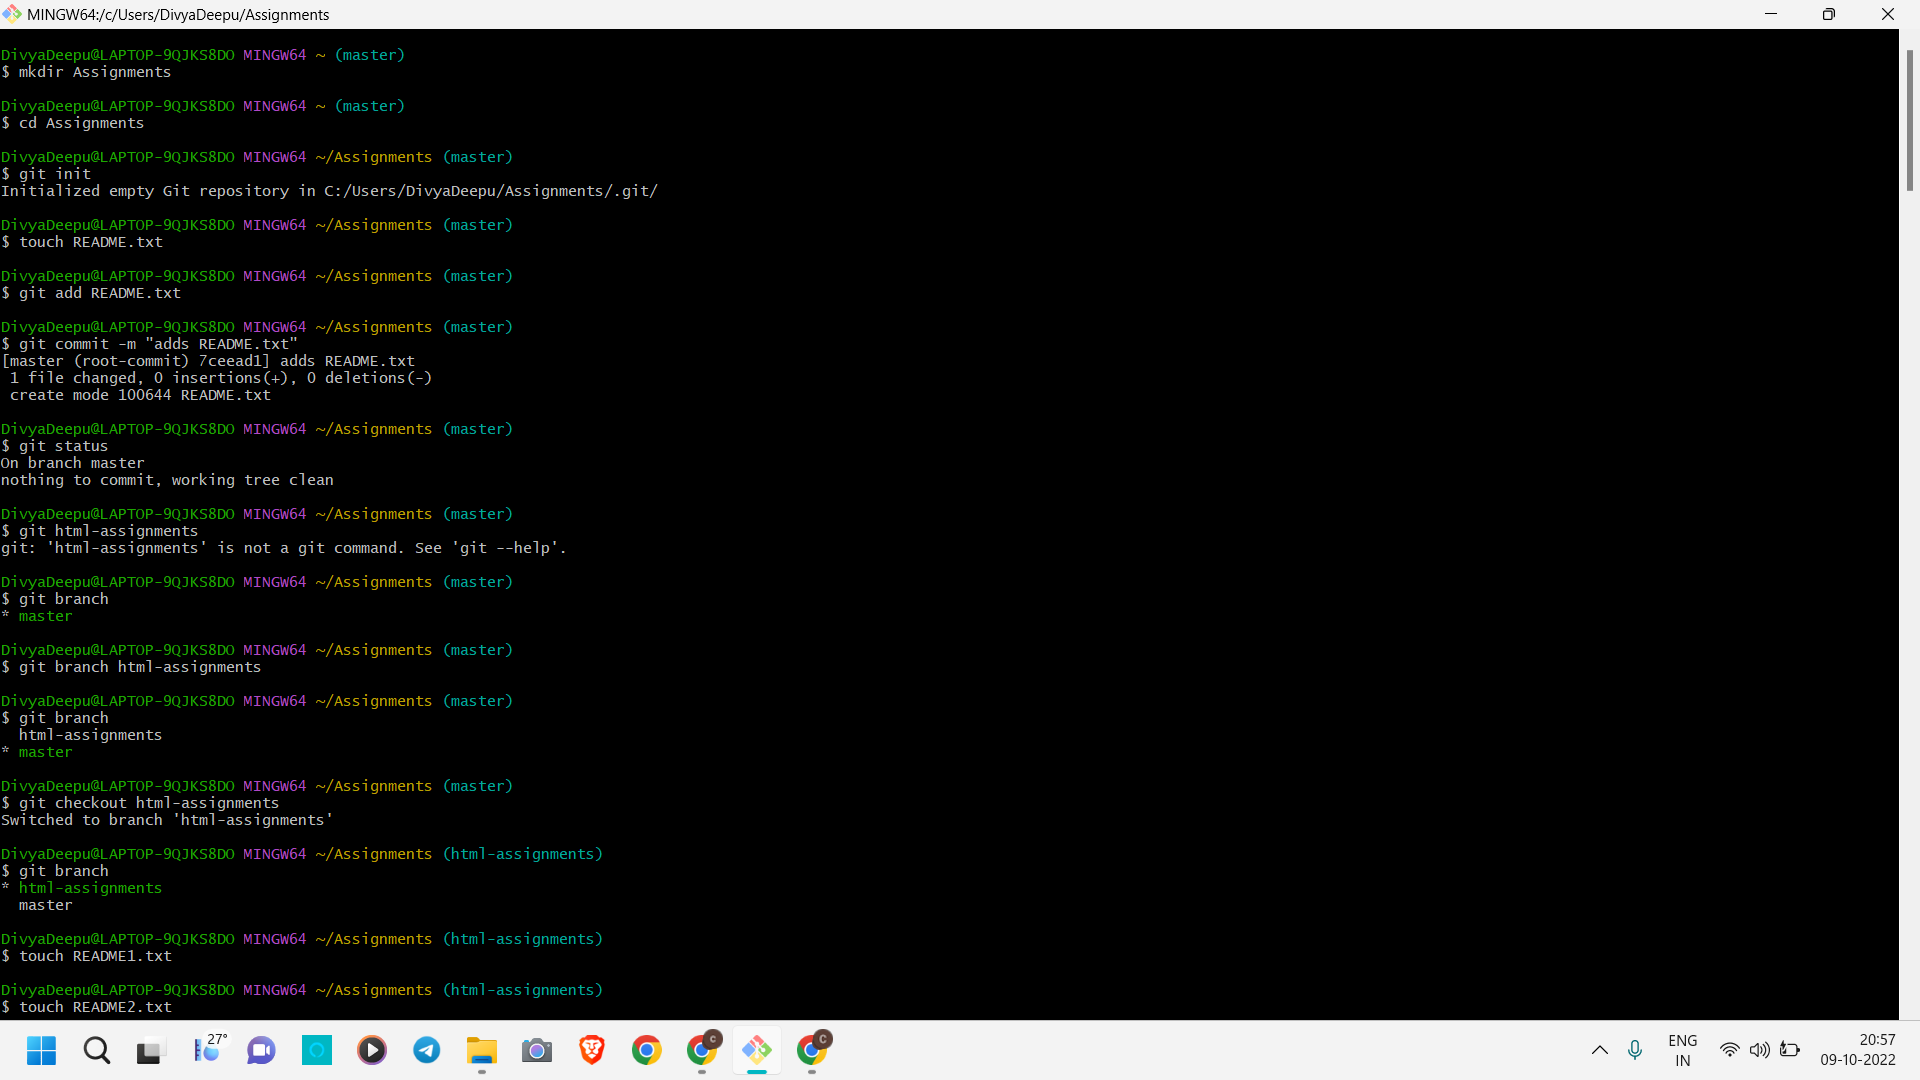 MINGW64:/c/Users/DivyaDeepu/Assignments
DivyaDeepu@LAPTOP-9QJKS8DO MINGW64 ~ (master)
$ mkdir Assignments
DivyaDeepu@LAPTOP-9QJKS8DO MINGW64 ~ (master)
$ cd Assignments
DivyaDeepu@LAPTOP-9QJKS8DO MINGW64 ~/Assignments (master)
$ git init
Initialized empty Git repository in C:/Users/DivyaDeepu/Assignments/.git/
DivyaDeepu@LAPTOP-9QJKS8DO MINGW64 ~/Assignments (master)
$ touch README.txt
DivyaDeepu@LAPTOP-9QJKS8DO MINGW64 ~/Assignments (master)
$ git add README.txt
DivyaDeepu@LAPTOP-9QJKS8DO MINGW64 ~/Assignments (master)
$ git commit -m "adds README.txt"
[master (root-commit) 7ceead1] adds README.txt
 1 file changed, 0 insertions(+), 0 deletions(-)
 create mode 100644 README.txt
DivyaDeepu@LAPTOP-9QJKS8DO MINGW64 ~/Assignments (master)
$ git status
On branch master
nothing to commit, working tree clean
DivyaDeepu@LAPTOP-9QJKS8DO MINGW64 ~/Assignments (master)
$ git html-assignments
git: 'html-assignments' is not a git command. See 'git --help'.
DivyaDeepu@LAPTOP-9QJKS8DO MINGW64 ~/Assignments (master)
$ git branch
* master
DivyaDeepu@LAPTOP-9QJKS8DO MINGW64 ~/Assignments (master)
$ git branch html-assignments
DivyaDeepu@LAPTOP-9QJKS8DO MINGW64 ~/Assignments (master)
$ git branch
  html-assignments
* master
DivyaDeepu@LAPTOP-9QJKS8DO MINGW64 ~/Assignments (master)
$ git checkout html-assignments
Switched to branch 'html-assignments'
DivyaDeepu@LAPTOP-9QJKS8DO MINGW64 ~/Assignments (html-assignments)
$ git branch
* html-assignments
  master
DivyaDeepu@LAPTOP-9QJKS8DO MINGW64 ~/Assignments (html-assignments)
$ touch README1.txt
DivyaDeepu@LAPTOP-9QJKS8DO MINGW64 ~/Assignments (html-assignments)
$ touch README2.txt
27°
C
C
ENG
IN
20:57
09-10-2022